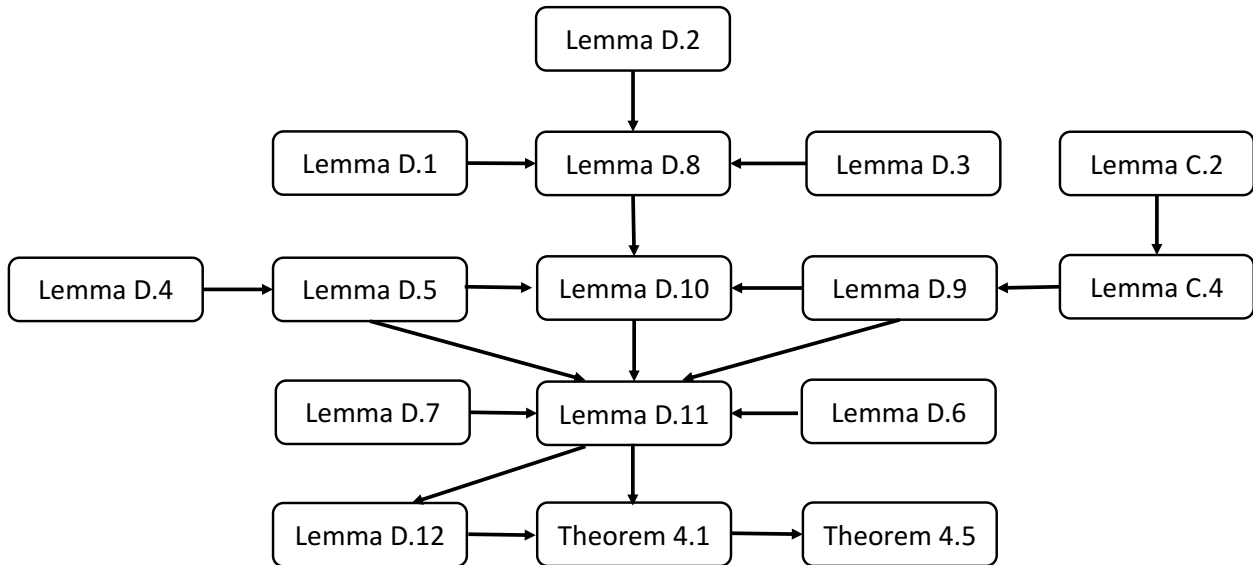 Lemma D.2
Lemma D.1
Lemma D.8
Lemma D.3
Lemma C.2
Lemma D.4
Lemma D.5
Lemma D.10
Lemma D.9
Lemma C.4
Lemma D.7
Lemma D.11
Lemma D.6
Lemma D.12
Theorem 4.1
Theorem 4.5